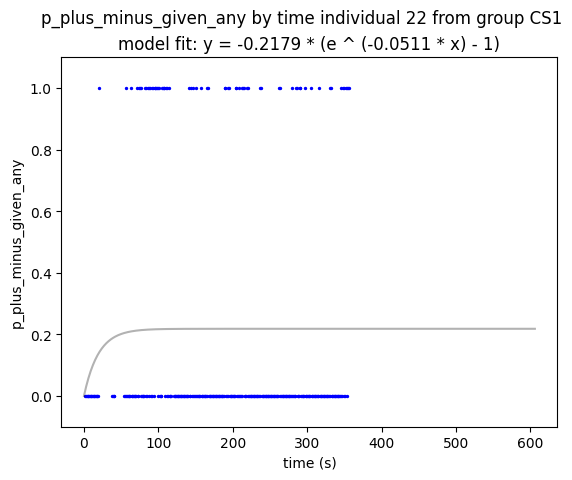 p_plus_minus_given_any by time individual 22 from group CS1
model fit: y = -0.2179 * (e ^ (-0.0511 * x) - 1)
p_plus_minus_given_any
1.0
0.8
0.6
0.4
0.2
0.0
0 100 200 300 400 500 600
time (s)